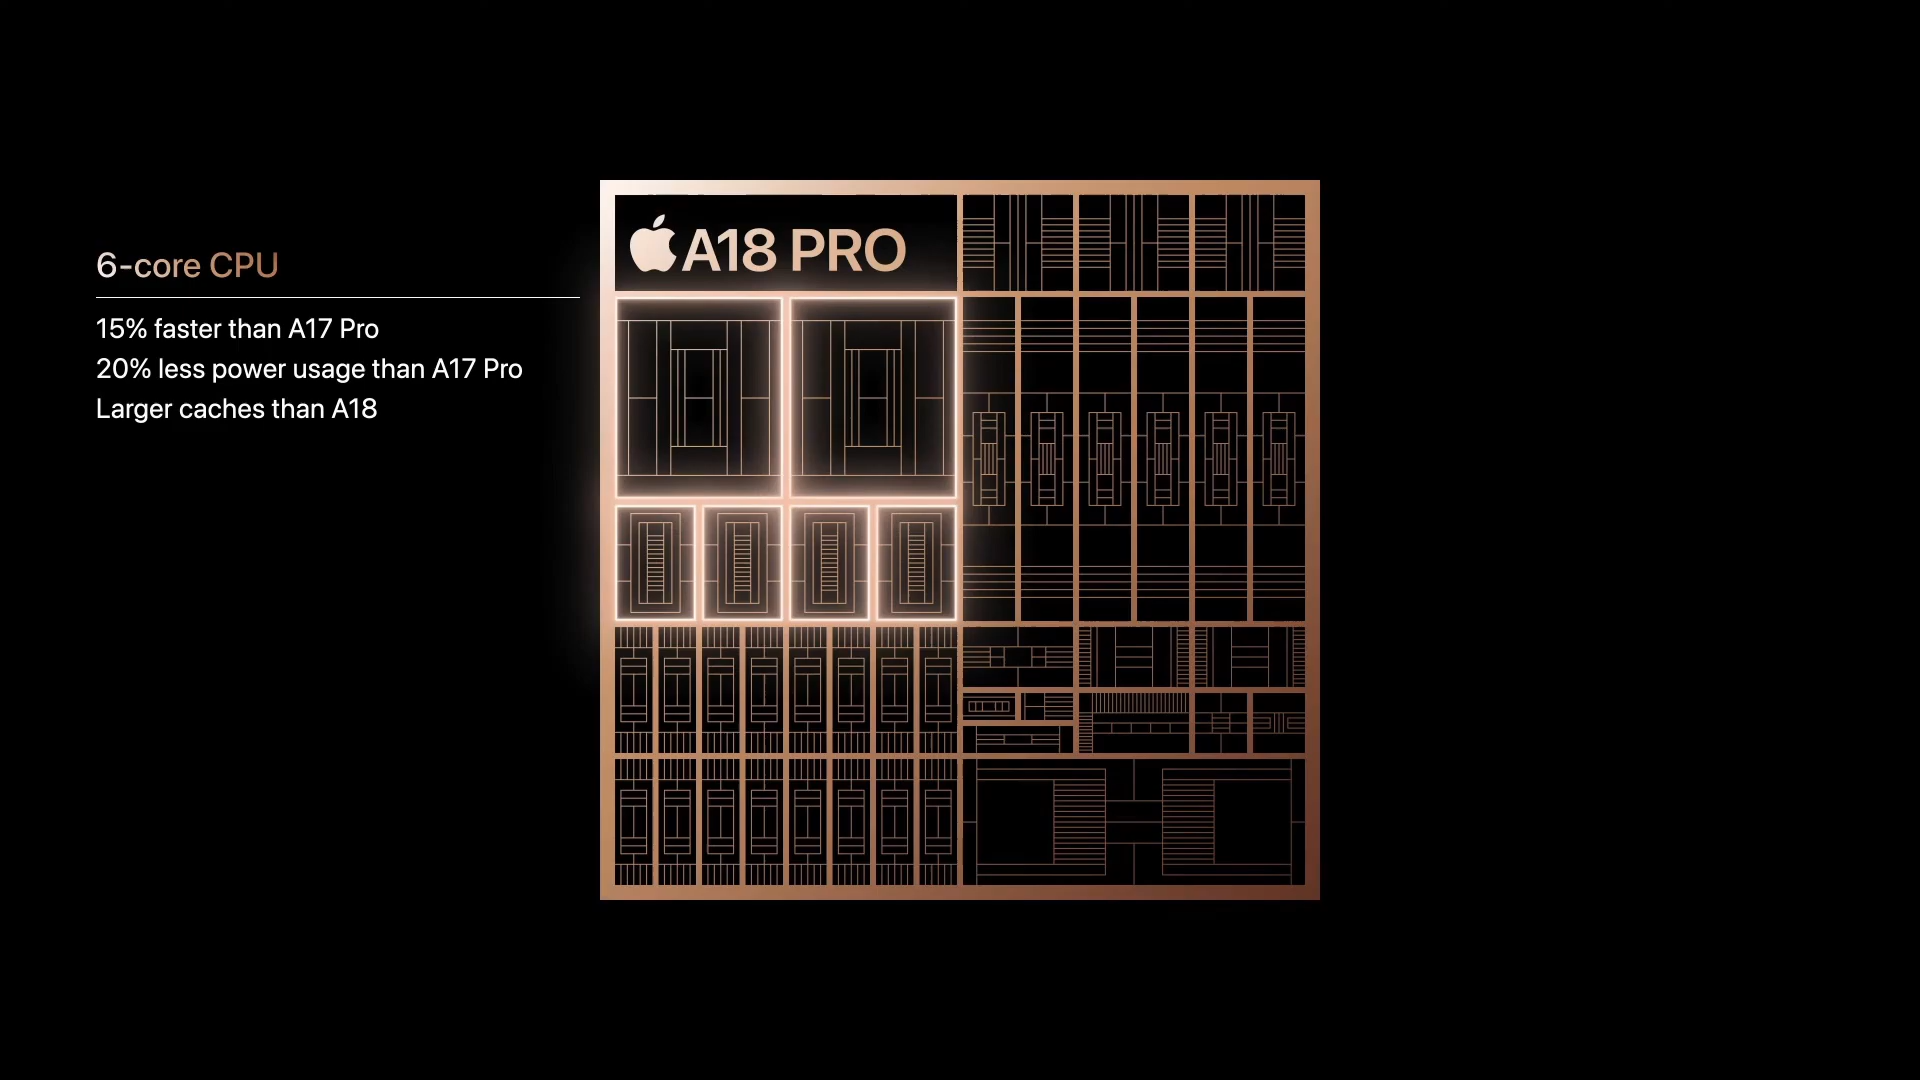 6-core CPU
15% faster than A17 Pro
20% less power usage than A17 Pro
Larger caches than A18
A18 PRO